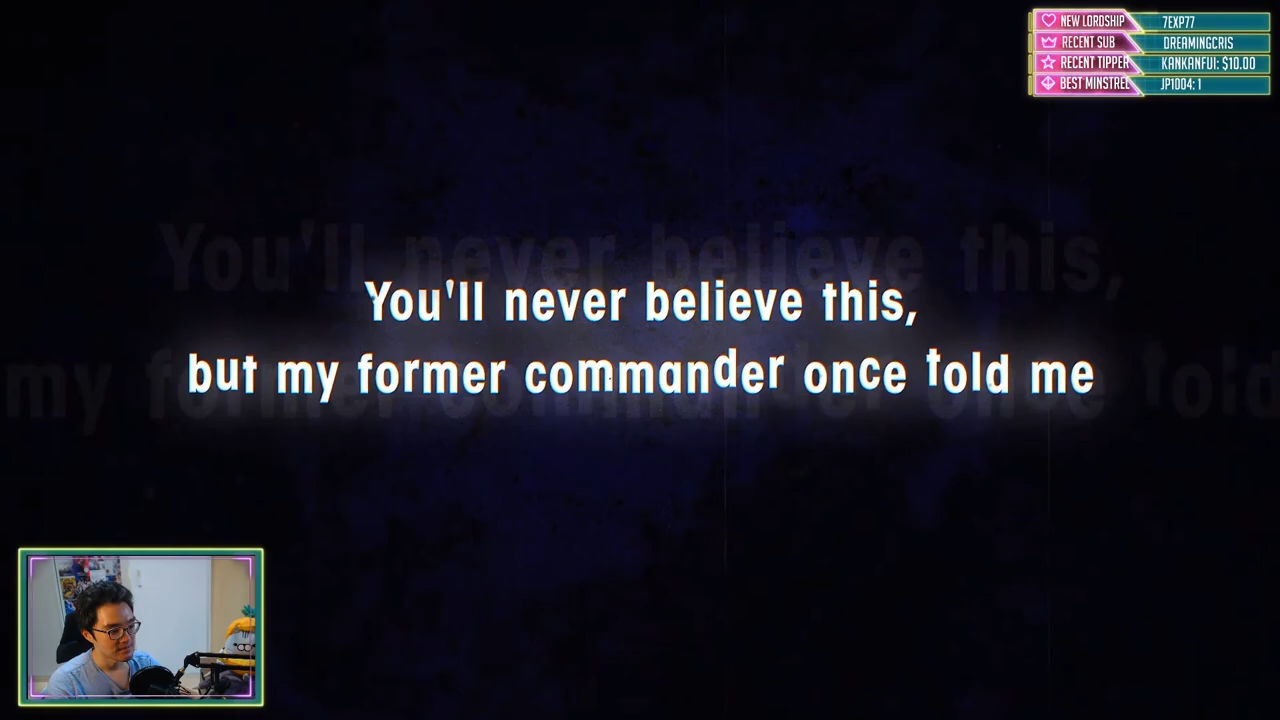 NEW LORDSHIP 7EXP77
RECENT SUB DREAMINGCRIS
RECENT TIPPER KANKANFUI: $10.00
BEST MINSTREL JP1004: 1
You'll never believe this,
but my former commander once told me